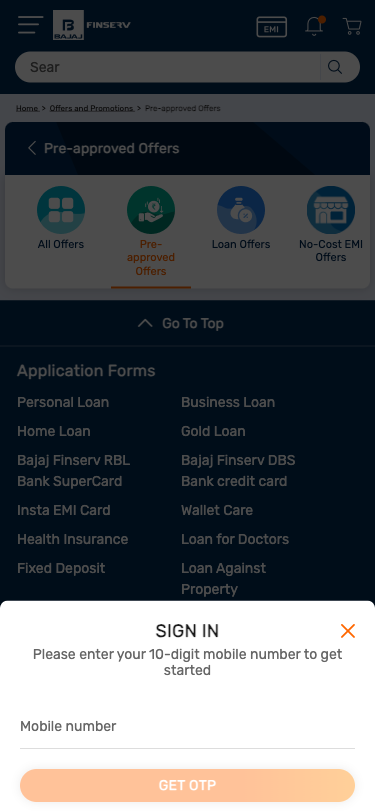 BAJAJ
FINSERV
EMI
Sear
Home > Offers and Promotions > Pre-approved Offers
Pre-approved Offers
All Offers
Pre-
approved
Offers
Loan Offers
No-Cost EMI
Offers
Go To Top
Application Forms
Personal Loan
Business Loan
Home Loan
Gold Loan
Bajaj Finserv RBL
Bank SuperCard
Bajaj Finserv DBS
Bank credit card
Insta EMI Card
Wallet Care
Health Insurance
Loan for Doctors
Fixed Deposit
Loan Against
Property
SIGN IN
Please enter your 10-digit mobile number to get
started
Mobile number
GET OTP